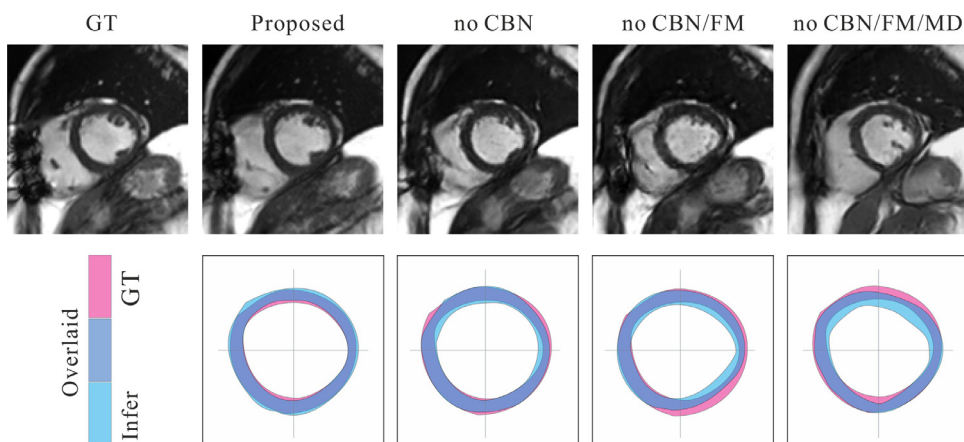 GT
Proposed
no CBN
no CBN/FM
no CBN/FM/MD
Overlaid
GT
Infer